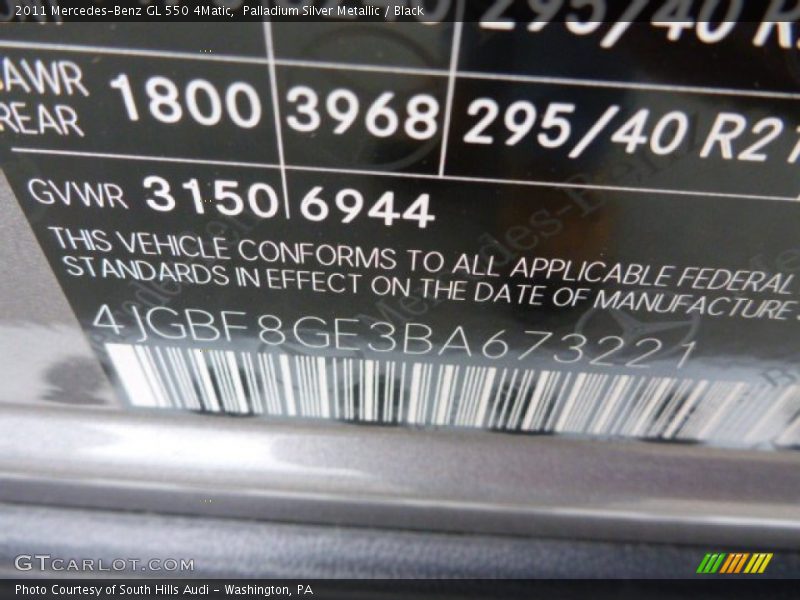 2011 Mercedes-Benz GL 550 4Matic, Palladium Silver Metallic / Black
295/40 R
GAWR
REAR 1800 3968 295/40 R21
GVWR 3150 6944
THIS VEHICLE CONFORMS TO ALL APPLICABLE FEDERAL
STANDARDS IN EFFECT ON THE DATE OF MANUFACTURE
4JGBF8GE3BA673221
GTCARLOT.COM
Photo Courtesy of South Hills Audi - Washington, PA